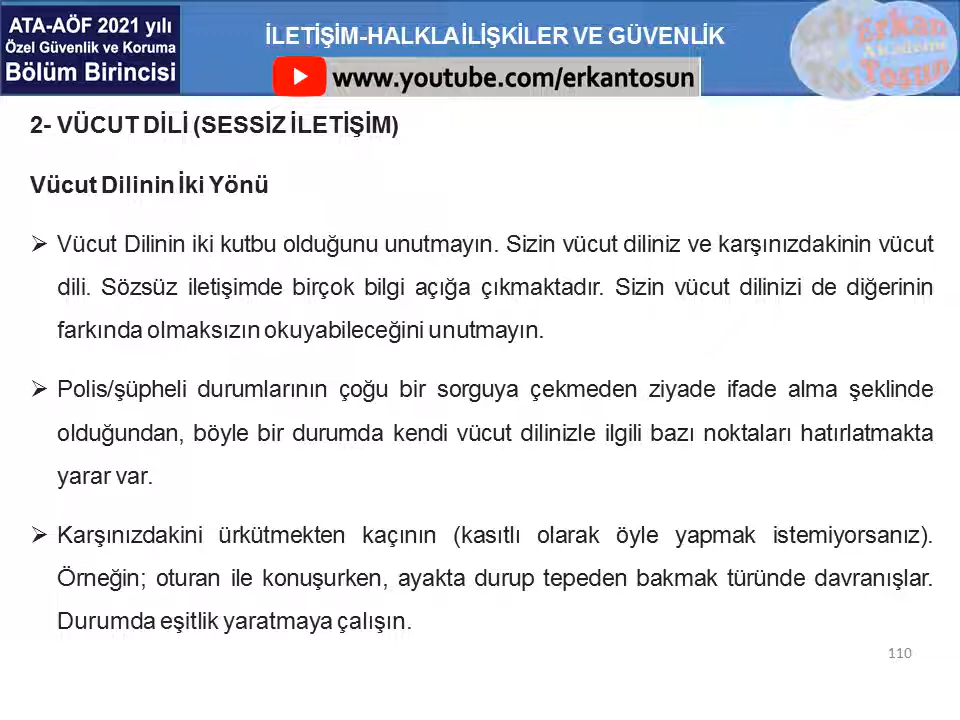 ATA-AÖF 2021 yılı
Özel Güvenlik ve Koruma
Bölüm Birincisi
İLETİŞİM-HALKLA İLİŞKİLER VE GÜVENLİK
www.youtube.com/erkantosun
Erkan
Akademi
Tosun
2- VÜCUT DİLİ (SESSİZ İLETİŞİM)
Vücut Dilinin İki Yönü
➢ Vücut Dilinin iki kutbu olduğunu unutmayın. Sizin vücut diliniz ve karşınızdakinin vücut
dili. Sözsüz iletişimde birçok bilgi açığa çıkmaktadır. Sizin vücut dilinizi de diğerinin
farkında olmaksızın okuyabileceğini unutmayın.
➢ Polis/şüpheli durumlarının çoğu bir sorguya çekmeden ziyade ifade alma şeklinde
olduğundan, böyle bir durumda kendi vücut dilinizle ilgili bazı noktaları hatırlatmakta
yarar var.
➢ Karşınızdakini ürkütmekten kaçının (kasıtlı olarak öyle yapmak istemiyorsanız).
Örneğin; oturan ile konuşurken, ayakta durup tepeden bakmak türünde davranışlar.
Durumda eşitlik yaratmaya çalışın.
110